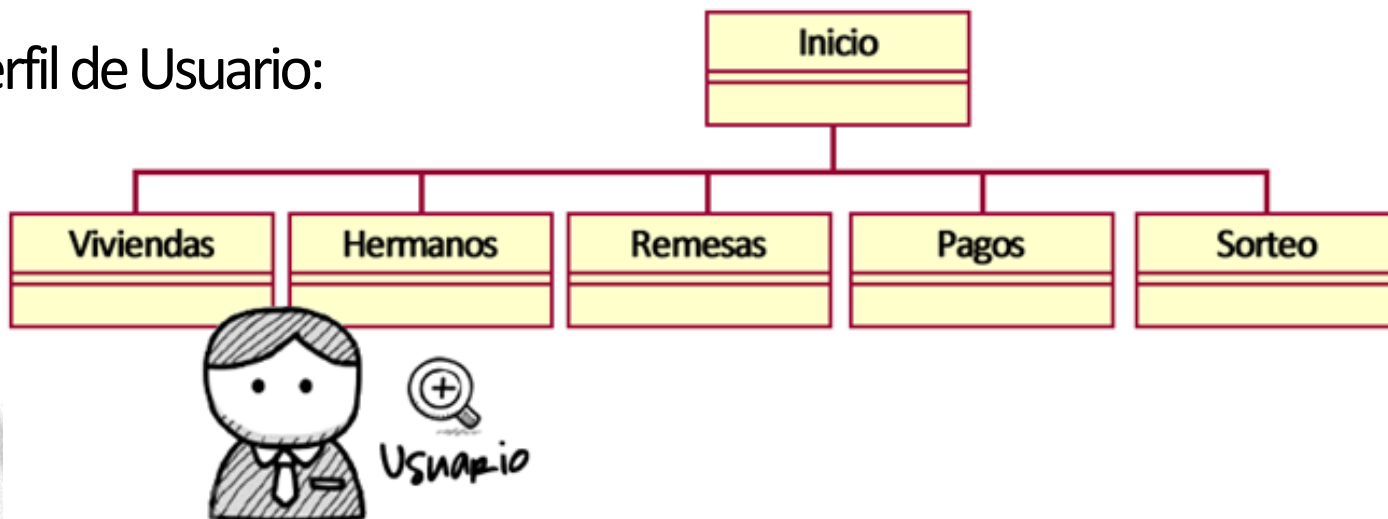 Inicio
erfil de Usuario:
Viviendas
Hermanos
Remesas
Pagos
Sorteo
Usuario